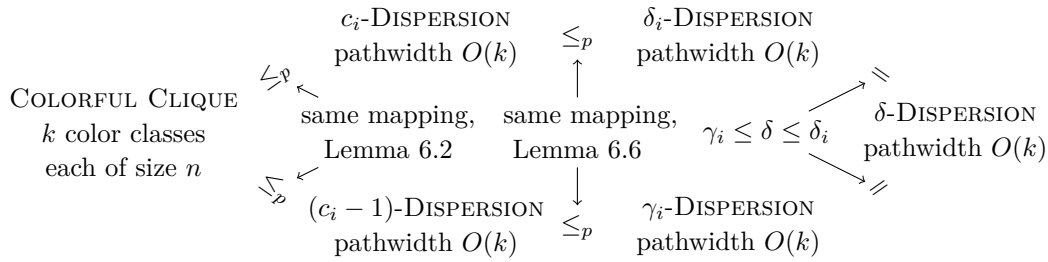 c_i-DISPERSION
pathwidth O(k)
≤_p
δ_i-DISPERSION
pathwidth O(k)
≤_p
COLORFUL CLIQUE
k color classes
each of size n
same mapping,
Lemma 6.2
same mapping,
Lemma 6.6
γ_i ≤ δ ≤ δ_i
=
δ-DISPERSION
pathwidth O(k)
≤_p
=
(c_i − 1)-DISPERSION
pathwidth O(k)
≤_p
γ_i-DISPERSION
pathwidth O(k)